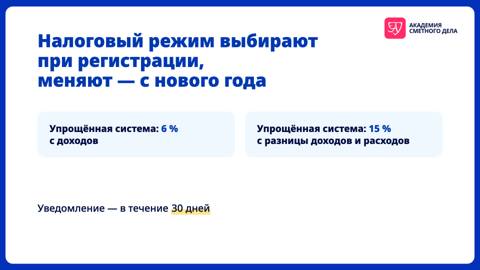 АКАДЕМИЯ
СМЕТНОГО ДЕЛА
Налоговый режим выбирают
при регистрации,
меняют — с нового года
Упрощённая система: 6 %
с доходов
Упрощённая система: 15 %
с разницы доходов и расходов
Уведомление — в течение 30 дней